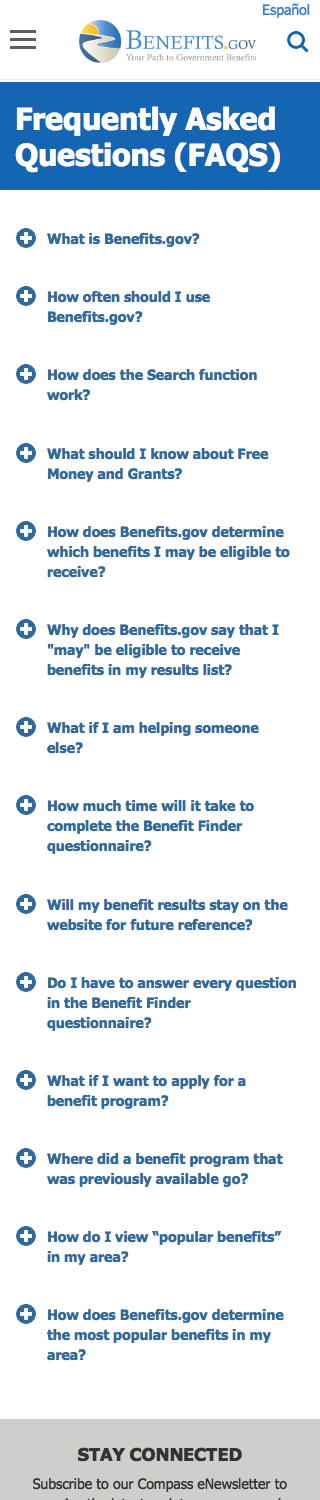 Español
BENEFITS.GOV
Your Path to Government Benefits
Frequently Asked
Questions (FAQS)
What is Benefits.gov?
How often should I use
Benefits.gov?
How does the Search function
work?
What should I know about Free
Money and Grants?
How does Benefits.gov determine
which benefits I may be eligible to
receive?
Why does Benefits.gov say that I
"may" be eligible to receive
benefits in my results list?
What if I am helping someone
else?
How much time will it take to
complete the Benefit Finder
questionnaire?
Will my benefit results stay on the
website for future reference?
Do I have to answer every question
in the Benefit Finder
questionnaire?
What if I want to apply for a
benefit program?
Where did a benefit program that
was previously available go?
How do I view “popular benefits”
in my area?
How does Benefits.gov determine
the most popular benefits in my
area?
STAY CONNECTED
Subscribe to our Compass eNewsletter to